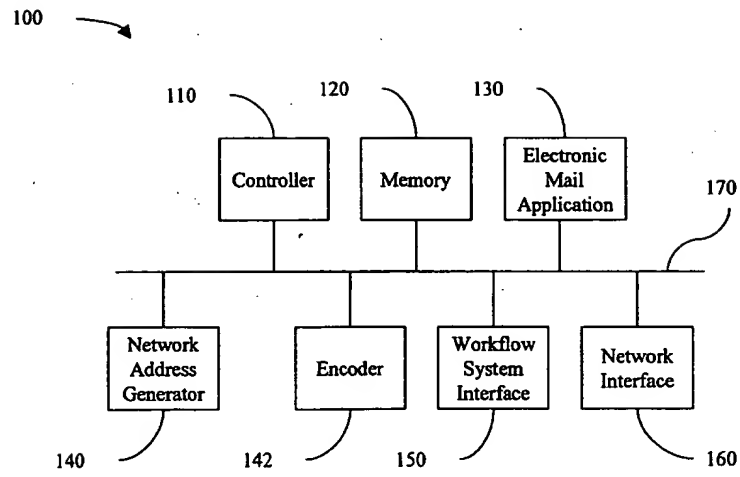 100
110
120
130
Controller
Memory
Electronic
Mail
Application
170
Network
Address
Generator
Encoder
Workflow
System
Interface
Network
Interface
140
142
150
160